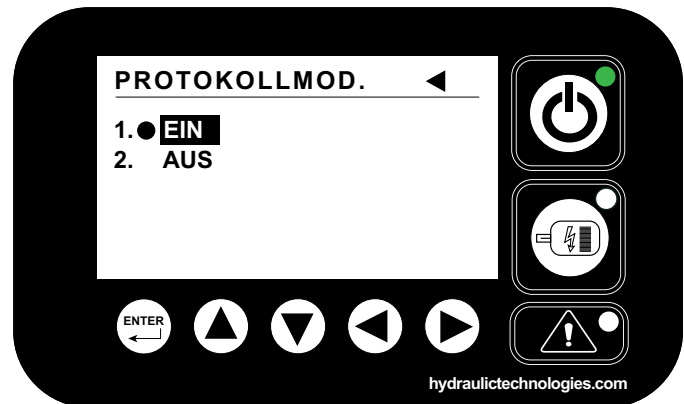 PROTOKOLLMOD.
1. EIN
2. AUS
ENTER
hydraulictechnologies.com